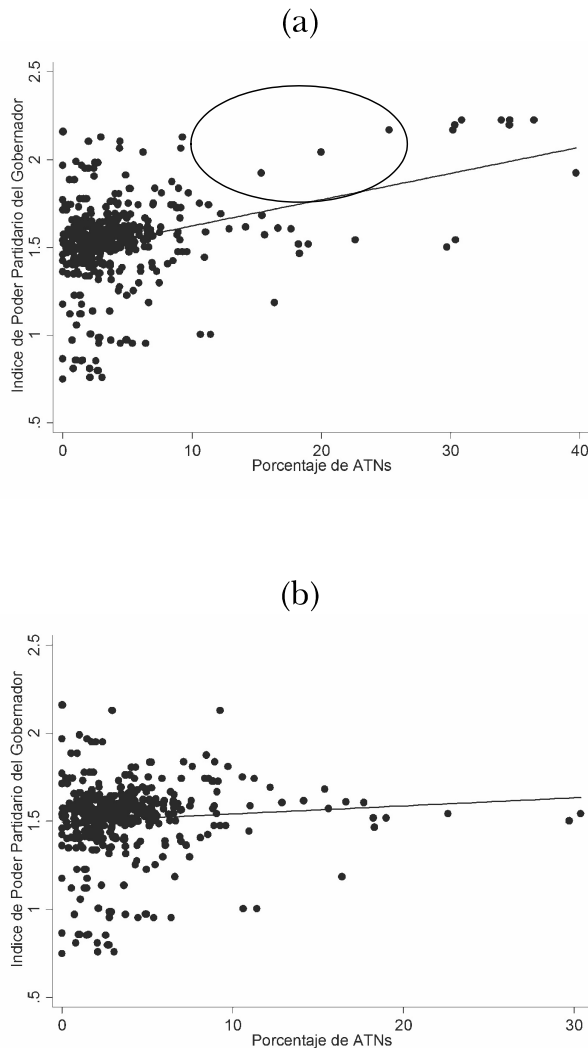 (a)
Indice de Poder Partidario del Gobernador
2.5
2
1.5
1
.5
0 10 20 30 40
Porcentaje de ATNs
(b)
Indice de Poder Partidario del Gobernador
2.5
2
1.5
1
.5
0 10 20 30
Porcentaje de ATNs